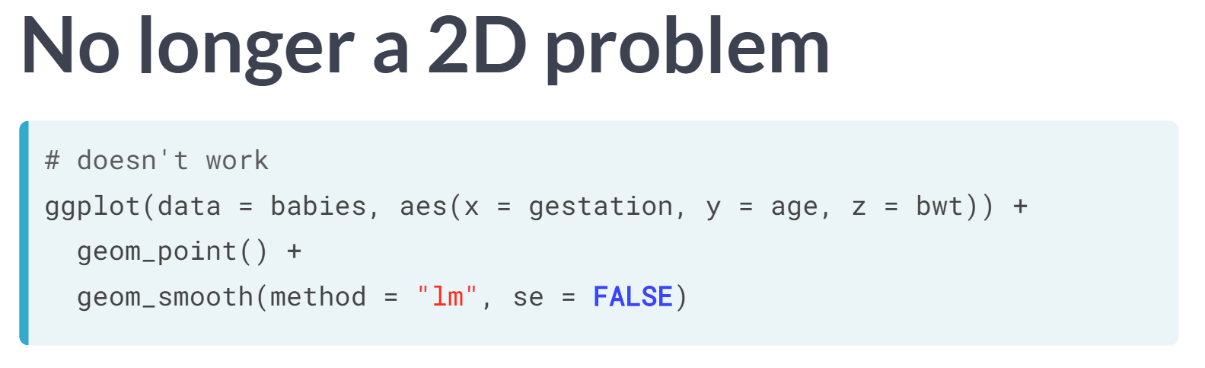 No longer a 2D problem
# doesn't work
ggplot(data = babies, aes(x = gestation, y = age, z = bwt)) +
  geom_point() +
  geom_smooth(method = "lm", se = FALSE)